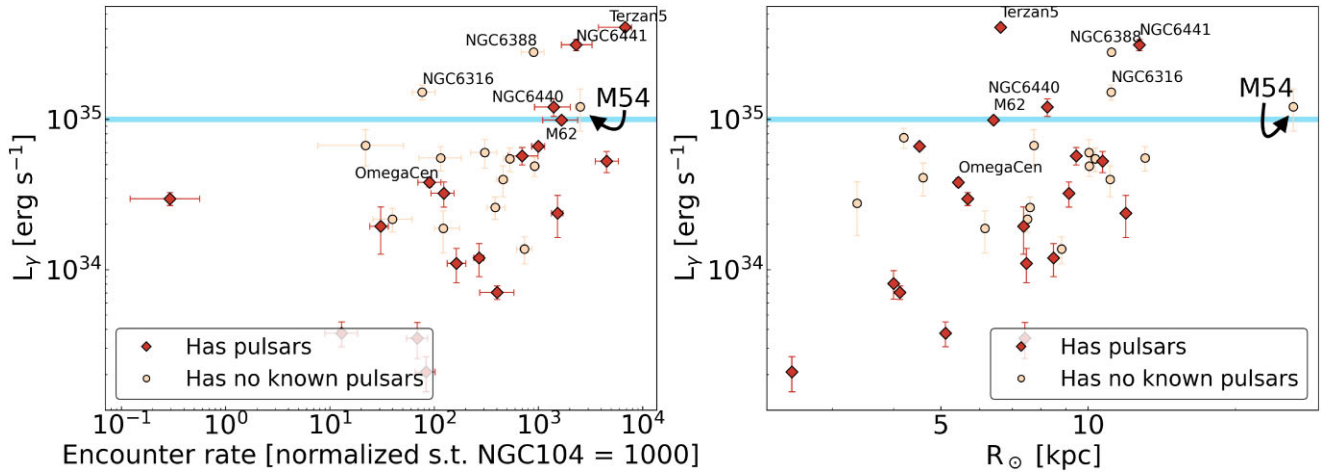 Terzan5
NGC6388
NGC6441
NGC6316
NGC6440
M54
M62
OmegaCen
10^35
10^34
L_γ [erg s^−1]
Has pulsars
Has no known pulsars
10^−1
10^0
10^1
10^2
10^3
10^4
Encounter rate [normalized s.t. NGC104 = 1000]
Terzan5
NGC6388
NGC6441
NGC6440
NGC6316
M54
M62
OmegaCen
10^35
10^34
L_γ [erg s^−1]
Has pulsars
Has no known pulsars
5
10
R_⊙ [kpc]